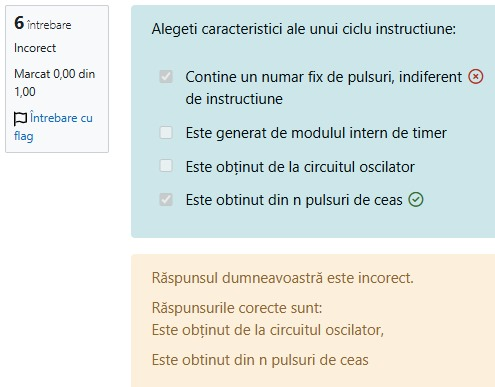 6 întrebare
Incorect
Marcat 0,00 din
1,00
Întrebare cu
flag
Alegeti caracteristici ale unui ciclu instructiune:
Contine un numar fix de pulsuri, indiferent
de instructiune
Este generat de modulul intern de timer
Este obținut de la circuitul oscilator
Este obtinut din n pulsuri de ceas
Răspunsul dumneavoastră este incorect.
Răspunsurile corecte sunt:
Este obținut de la circuitul oscilator,
Este obtinut din n pulsuri de ceas